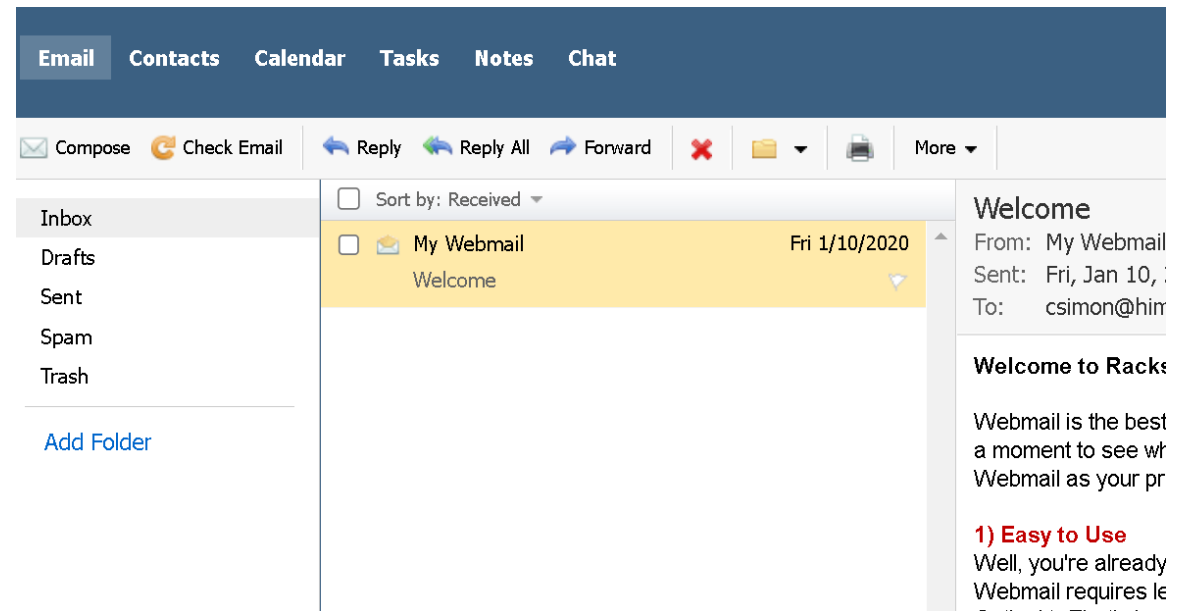 Email Contacts Calendar Tasks Notes Chat
Compose Check Email Reply Reply All Forward More
Inbox
Drafts
Sent
Spam
Trash
Add Folder
Sort by: Received
My Webmail Fri 1/10/2020
Welcome
Welcome
From: My Webmail
Sent: Fri, Jan 10,
To: csimon@him
Welcome to Racks
Webmail is the best
a moment to see wh
Webmail as your pr
1) Easy to Use
Well, you're already
Webmail requires le